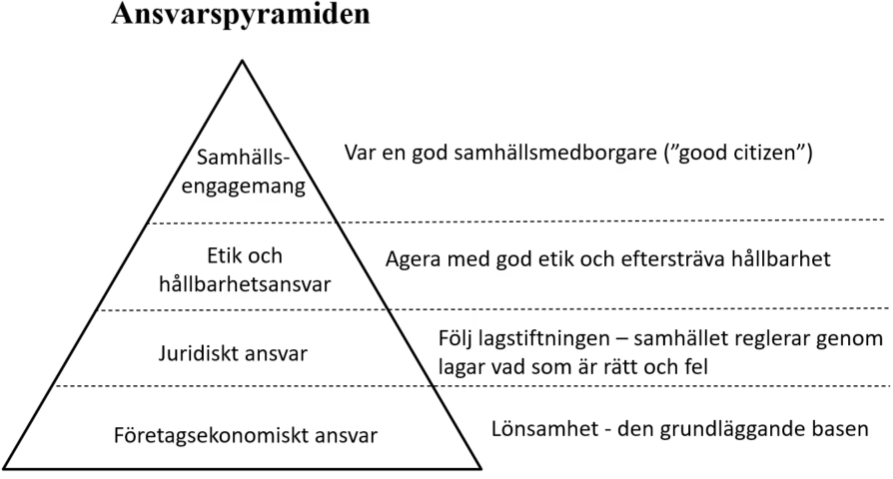 Ansvarspyramiden
Samhälls-
engagemang
Var en god samhällsmedborgare (”good citizen”)
Etik och
hållbarhetsansvar
Agera med god etik och eftersträva hållbarhet
Juridiskt ansvar
Följ lagstiftningen – samhället reglerar genom
lagar vad som är rätt och fel
Företagsekonomiskt ansvar
Lönsamhet - den grundläggande basen